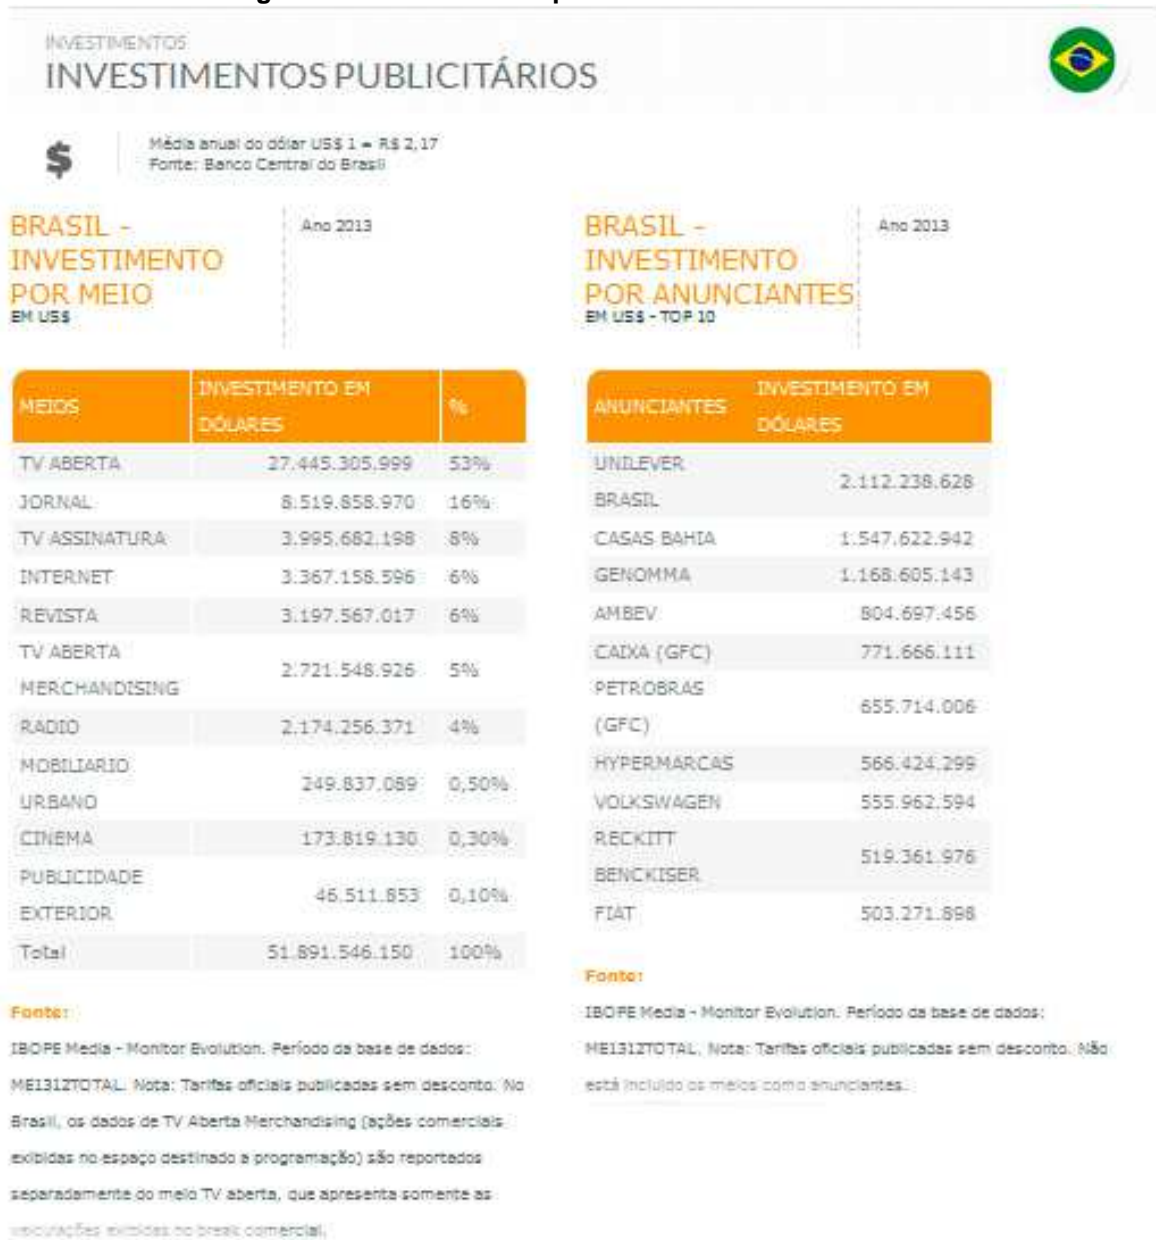 INVESTIMENTOS
INVESTIMENTOS PUBLICITÁRIOS
$
Média anual do dólar US$ 1 = R$ 2,17
Fonte: Banco Central do Brasil
BRASIL -
INVESTIMENTO
POR MEIO
EM US$
Ano 2013
MEIOS INVESTIMENTO EM DÓLARES %
TV ABERTA 27.445.305.999 53%
JORNAL 8.519.858.970 16%
TV ASSINATURA 3.995.682.198 8%
INTERNET 3.367.158.596 6%
REVISTA 3.197.567.017 6%
TV ABERTA
MERCHANDISING 2.721.548.926 5%
RADIO 2.174.256.371 4%
MOBILIARIO
URBANO 249.837.089 0,50%
CINEMA 173.819.130 0,30%
PUBLICIDADE
EXTERIOR 46.511.853 0,10%
Total 51.891.546.150 100%
Fonte:
IBOPE Media - Monitor Evolution. Período da base de dados:
ME1312TOTAL. Nota: Tarifas oficiais publicadas sem desconto. No
Brasil, os dados de TV Aberta Merchandising (ações comerciais
exibidas no espaço destinado a programação) são reportados
separadamente do meio TV aberta, que apresenta somente as
veiculações exibidas no break comercial.
BRASIL -
INVESTIMENTO
POR ANUNCIANTES
EM US$ - TOP 10
Ano 2013
ANUNCIANTES INVESTIMENTO EM DÓLARES
UNILEVER
BRASIL 2.112.238.628
CASAS BAHIA 1.547.622.942
GENOMMA 1.168.605.143
AMBEV 804.697.456
CAIXA (GFC) 771.666.111
PETROBRAS
(GFC) 655.714.006
HYPERMARCAS 566.424.299
VOLKSWAGEN 555.962.594
RECKITT
BENCKISER 519.361.976
FIAT 503.271.898
Fonte:
IBOPE Media - Monitor Evolution. Período da base de dados:
ME1312TOTAL. Nota: Tarifas oficiais publicadas sem desconto. Não
está incluido os meios como anunciantes.